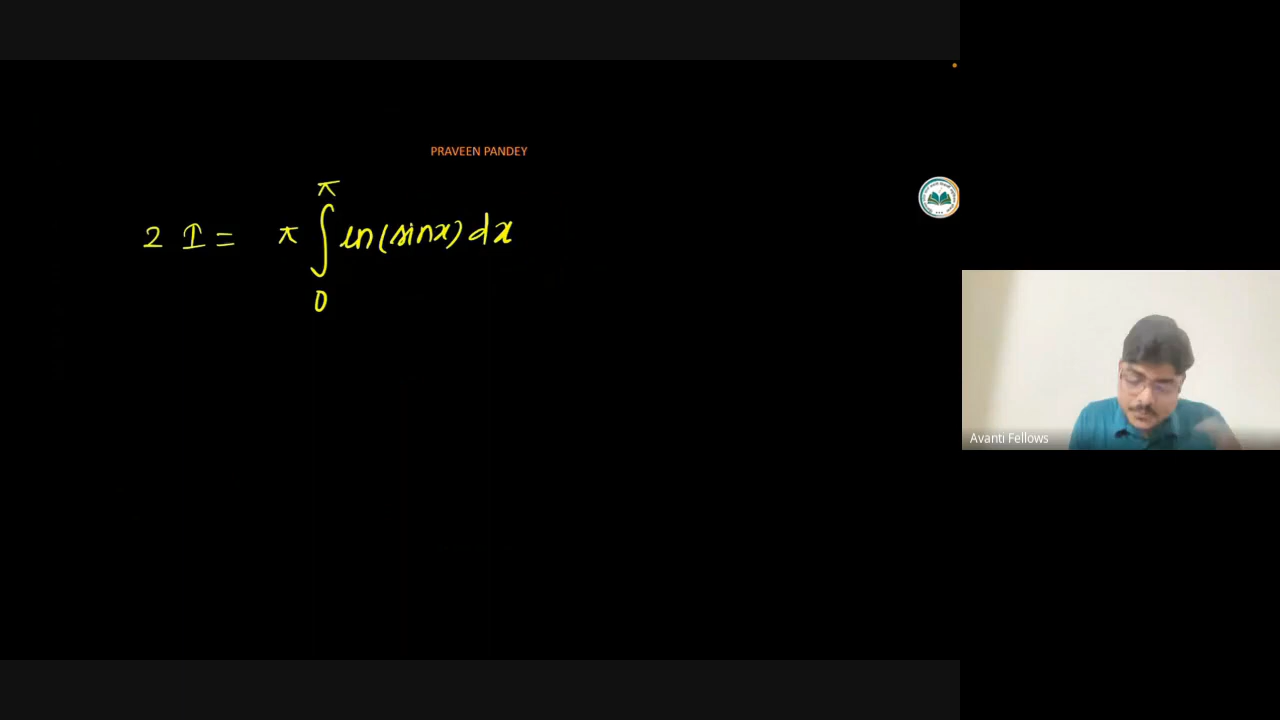 PRAVEEN PANDEY
2 I = π ∫₀^π ln(sinx) dx
Avanti Fellows